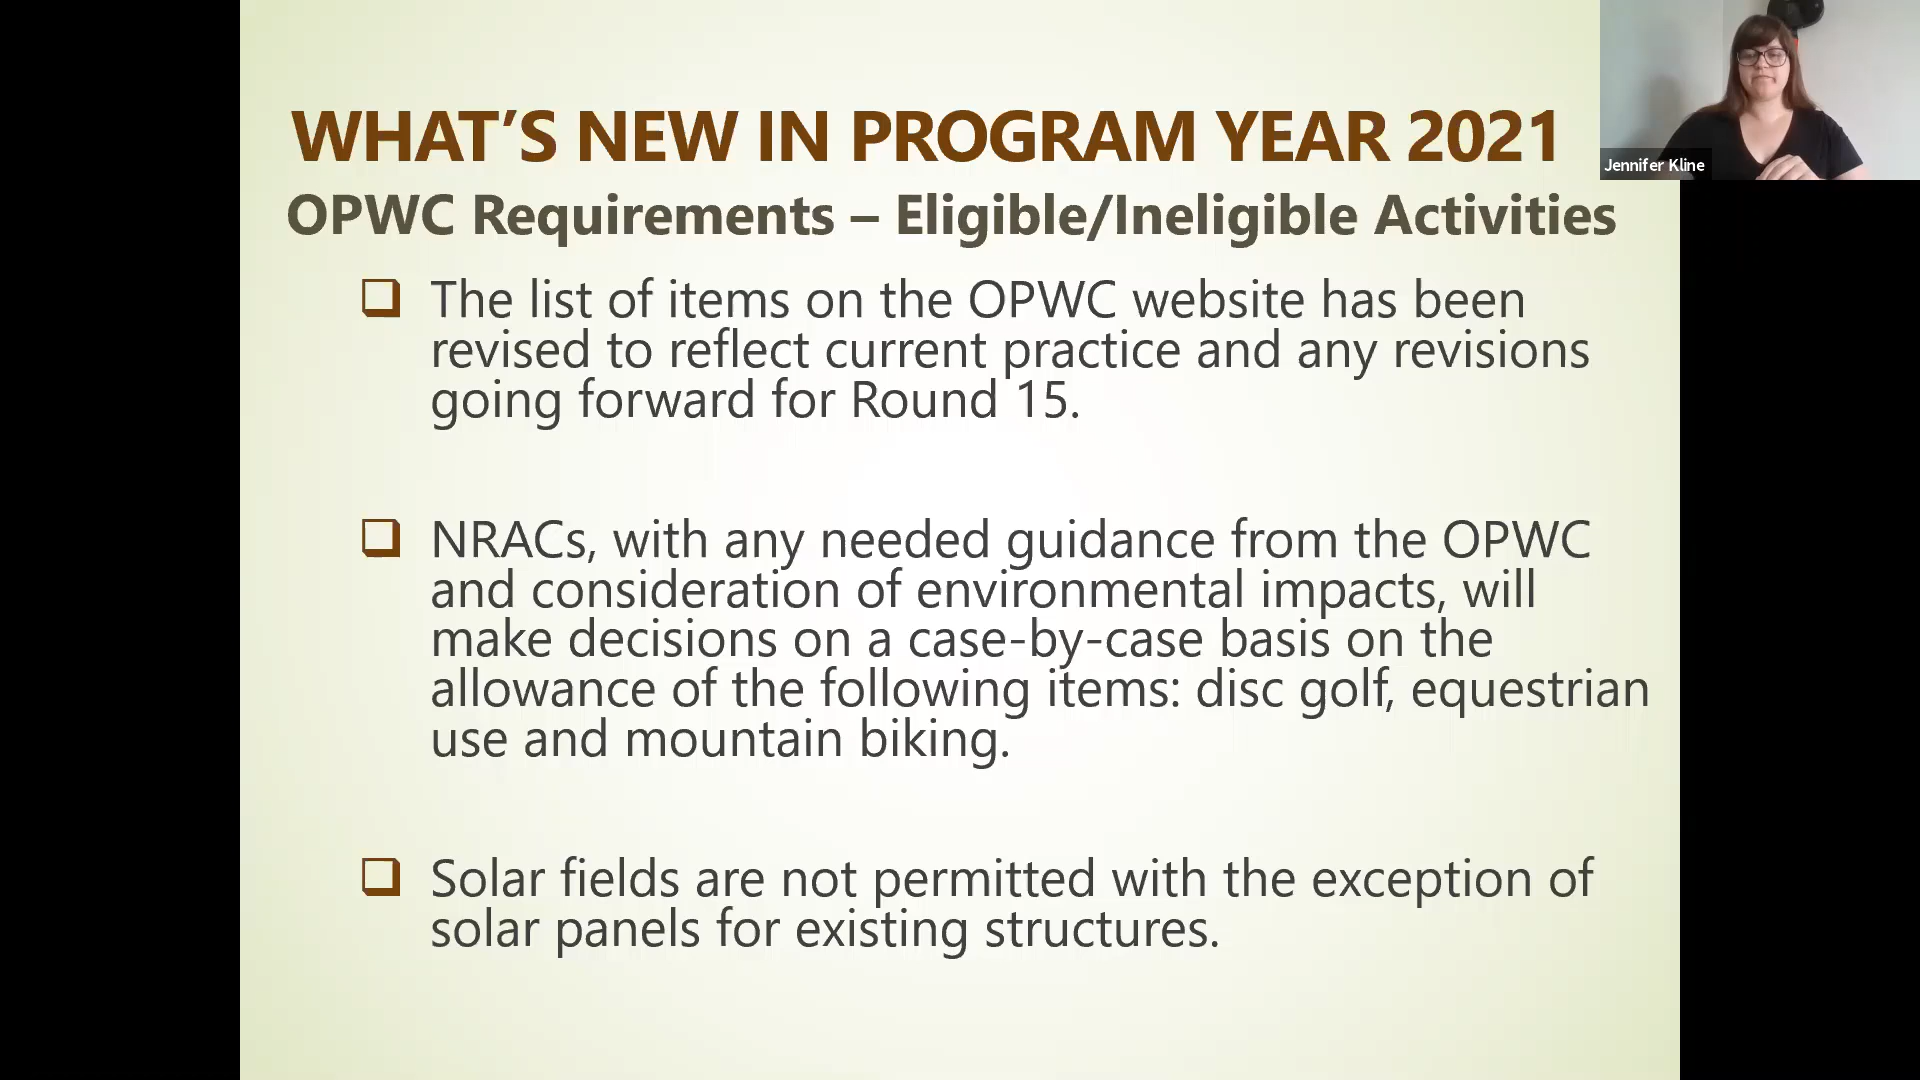 WHAT’S NEW IN PROGRAM YEAR 2021
Jennifer Kline
OPWC Requirements – Eligible/Ineligible Activities
The list of items on the OPWC website has been
revised to reflect current practice and any revisions
going forward for Round 15.
NRACs, with any needed guidance from the OPWC
and consideration of environmental impacts, will
make decisions on a case-by-case basis on the
allowance of the following items: disc golf, equestrian
use and mountain biking.
Solar fields are not permitted with the exception of
solar panels for existing structures.